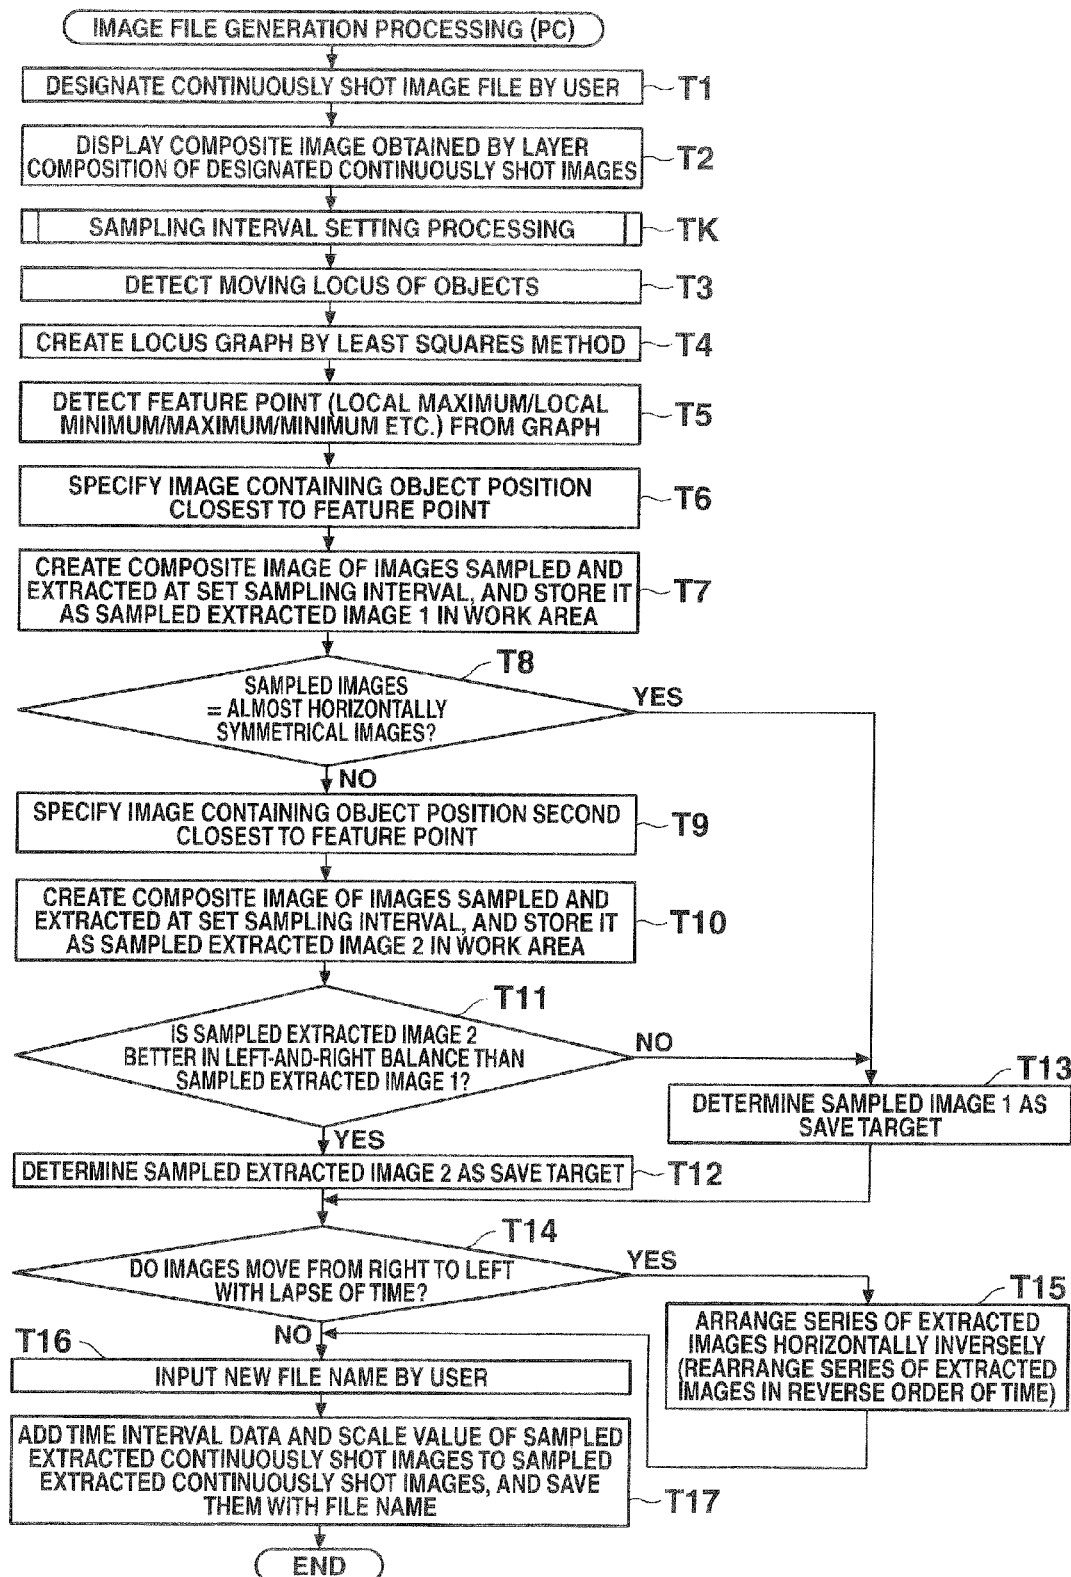 IMAGE FILE GENERATION PROCESSING (PC)
DESIGNATE CONTINUOUSLY SHOT IMAGE FILE BY USER
T1
DISPLAY COMPOSITE IMAGE OBTAINED BY LAYER
COMPOSITION OF DESIGNATED CONTINUOUSLY SHOT IMAGES
T2
SAMPLING INTERVAL SETTING PROCESSING
TK
DETECT MOVING LOCUS OF OBJECTS
T3
CREATE LOCUS GRAPH BY LEAST SQUARES METHOD
T4
DETECT FEATURE POINT (LOCAL MAXIMUM/LOCAL
MINIMUM/MAXIMUM/MINIMUM ETC.) FROM GRAPH
T5
SPECIFY IMAGE CONTAINING OBJECT POSITION
CLOSEST TO FEATURE POINT
T6
CREATE COMPOSITE IMAGE OF IMAGES SAMPLED AND
EXTRACTED AT SET SAMPLING INTERVAL, AND STORE IT
AS SAMPLED EXTRACTED IMAGE 1 IN WORK AREA
T7
T8
SAMPLED IMAGES
= ALMOST HORIZONTALLY
SYMMETRICAL IMAGES?
YES
NO
SPECIFY IMAGE CONTAINING OBJECT POSITION SECOND
CLOSEST TO FEATURE POINT
T9
CREATE COMPOSITE IMAGE OF IMAGES SAMPLED AND
EXTRACTED AT SET SAMPLING INTERVAL, AND STORE IT
AS SAMPLED EXTRACTED IMAGE 2 IN WORK AREA
T10
T11
IS SAMPLED EXTRACTED IMAGE 2
BETTER IN LEFT-AND-RIGHT BALANCE THAN
SAMPLED EXTRACTED IMAGE 1?
NO
YES
T13
DETERMINE SAMPLED IMAGE 1 AS
SAVE TARGET
DETERMINE SAMPLED EXTRACTED IMAGE 2 AS SAVE TARGET
T12
T14
DO IMAGES MOVE FROM RIGHT TO LEFT
WITH LAPSE OF TIME?
YES
NO
T15
ARRANGE SERIES OF EXTRACTED
IMAGES HORIZONTALLY INVERSELY
(REARRANGE SERIES OF EXTRACTED
IMAGES IN REVERSE ORDER OF TIME)
T16
INPUT NEW FILE NAME BY USER
ADD TIME INTERVAL DATA AND SCALE VALUE OF SAMPLED
EXTRACTED CONTINUOUSLY SHOT IMAGES TO SAMPLED
EXTRACTED CONTINUOUSLY SHOT IMAGES, AND SAVE
THEM WITH FILE NAME
T17
END